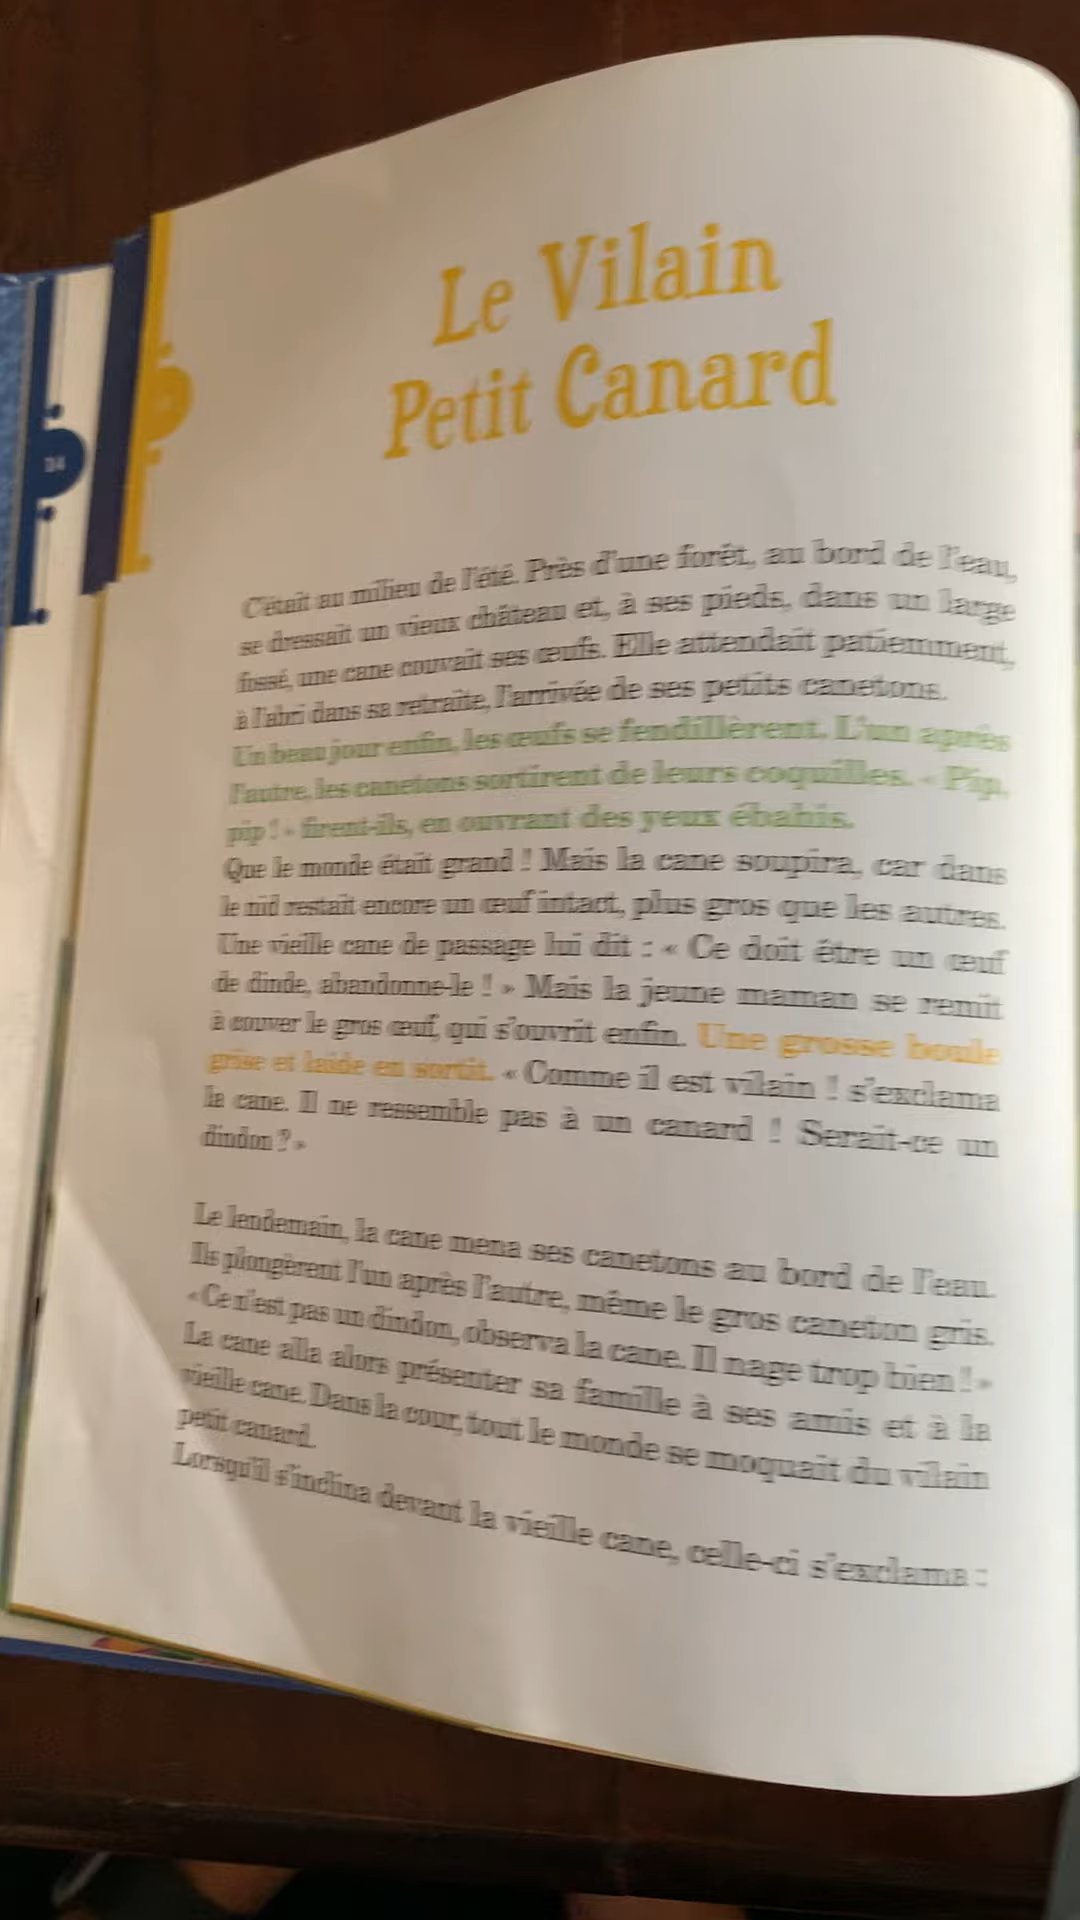 Le Vilain
Petit Canard
C'était au milieu de l'été. Près d'une forêt, au bord de l'eau,
se dressait un vieux château et, à ses pieds, dans un large
fossé, une cane couvait ses œufs. Elle attendait patiemment,
à l'abri dans sa retraite, l'arrivée de ses petits canetons.
Un beau jour enfin, les œufs se fendillèrent. L'un après
l'autre, les canetons sortirent de leurs coquilles. « Pip,
pip ! » firent-ils, en ouvrant des yeux ébahis.
Que le monde était grand ! Mais la cane soupira, car dans
le nid restait encore un œuf intact, plus gros que les autres.
Une vieille cane de passage lui dit : « Ce doit être un œuf
de dinde, abandonne-le ! » Mais la jeune maman se remit
à couver le gros œuf, qui s'ouvrit enfin. Une grosse boule
grise et laide en sortit. « Comme il est vilain ! s'exclama
la cane. Il ne ressemble pas à un canard ! Serait-ce un
dindon ? »
Le lendemain, la cane mena ses canetons au bord de l'eau.
Ils plongèrent l'un après l'autre, même le gros caneton gris.
« Ce n'est pas un dindon, observa la cane. Il nage trop bien ! »
La cane alla alors présenter sa famille à ses amis et à la
vieille cane. Dans la cour, tout le monde se moquait du vilain
petit canard.
Lorsqu'il s'inclina devant la vieille cane, celle-ci s'exclama :